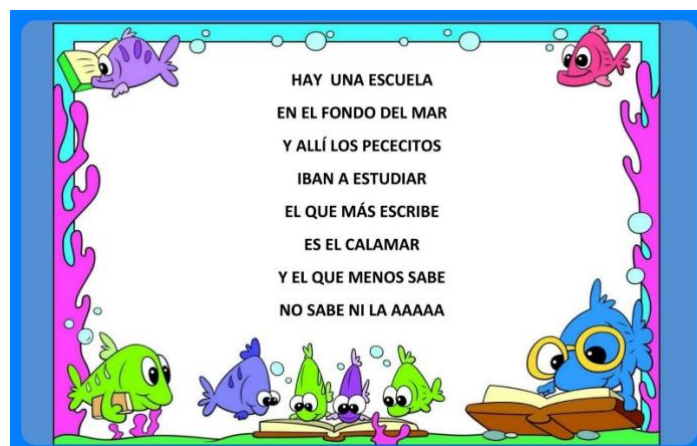 HAY UNA ESCUELA
EN EL FONDO DEL MAR
Y ALLÍ LOS PECECITOS
IBAN A ESTUDIAR
EL QUE MÁS ESCRIBE
ES EL CALAMAR
Y EL QUE MENOS SABE
NO SABE NI LA AAAAA